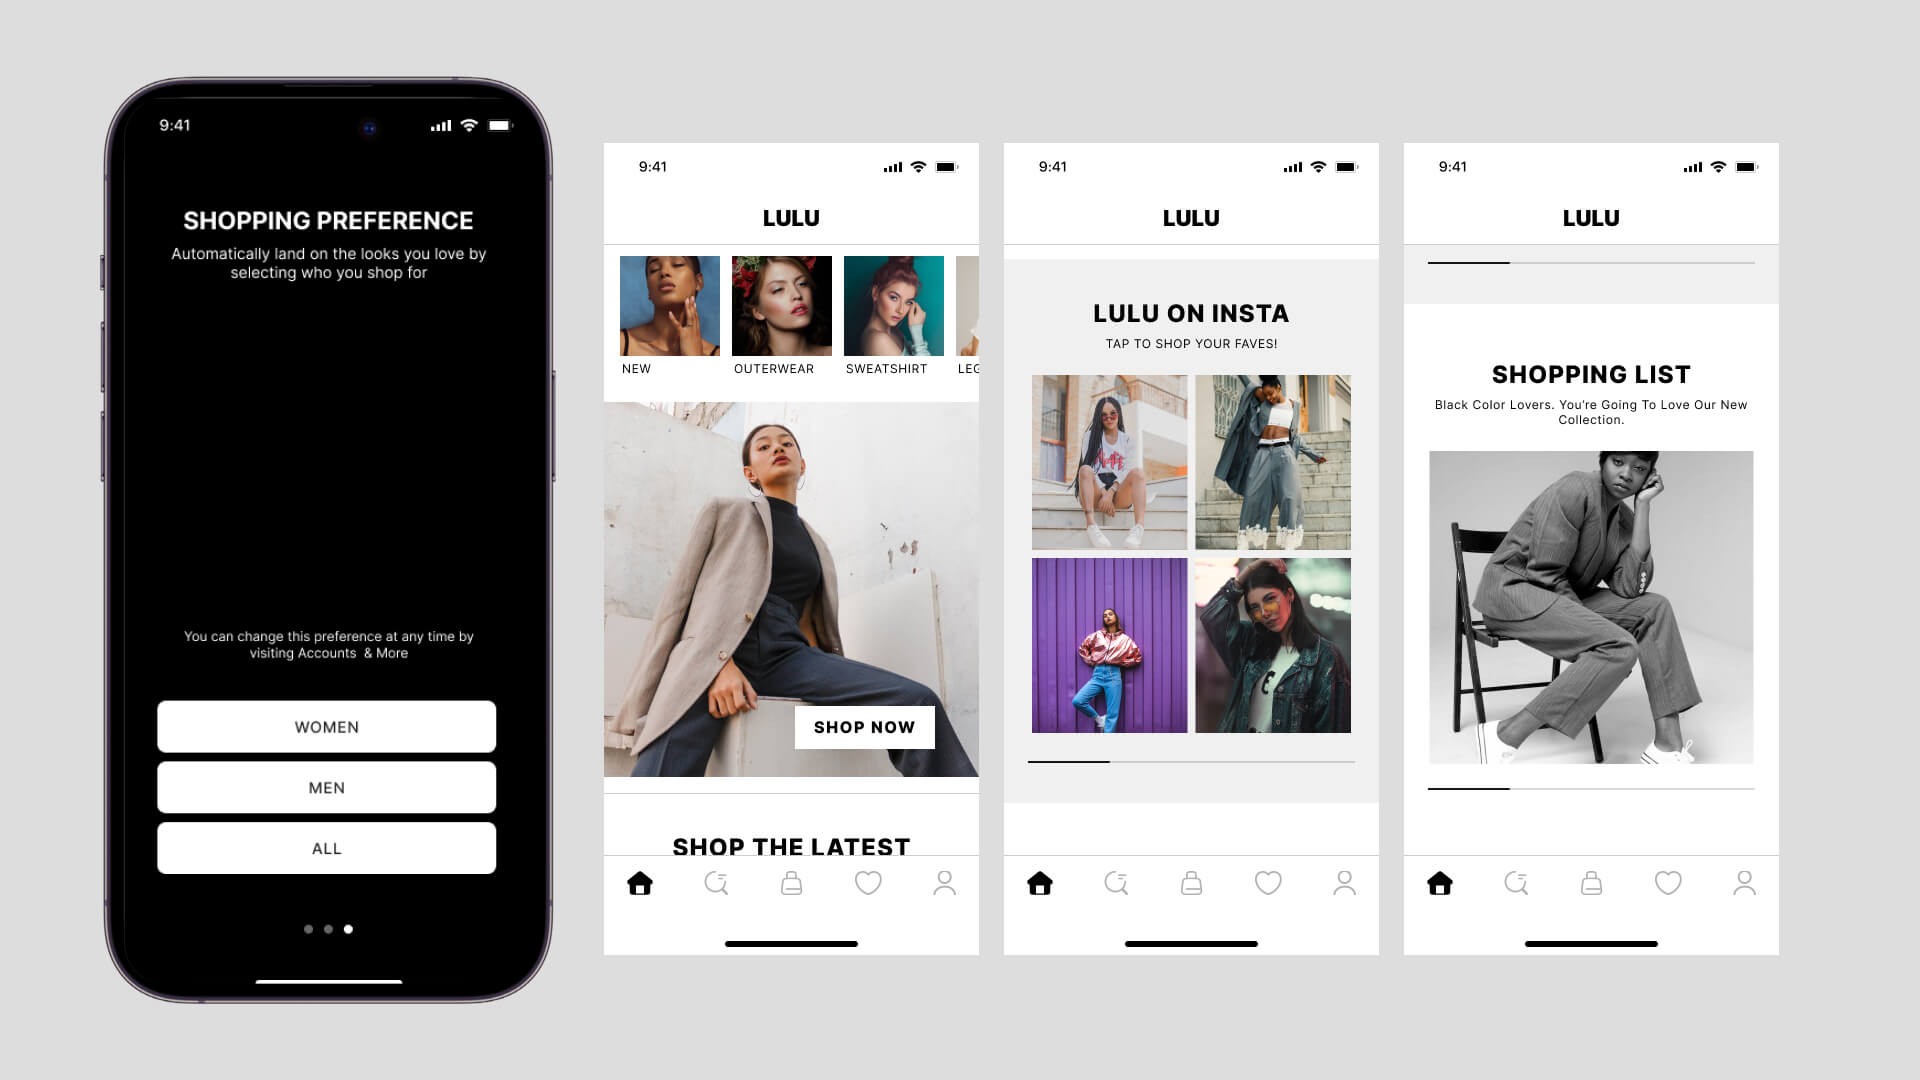 9:41
SHOPPING PREFERENCE
Automatically land on the looks you love by
selecting who you shop for
You can change this preference at any time by
visiting Accounts & More
WOMEN
MEN
ALL
9:41
LULU
NEW
OUTERWEAR
SWEATSHIRT
LEG
SHOP NOW
SHOP THE LATEST
9:41
LULU
LULU ON INSTA
TAP TO SHOP YOUR FAVES!
9:41
LULU
SHOPPING LIST
Black Color Lovers. You're Going To Love Our New
Collection.